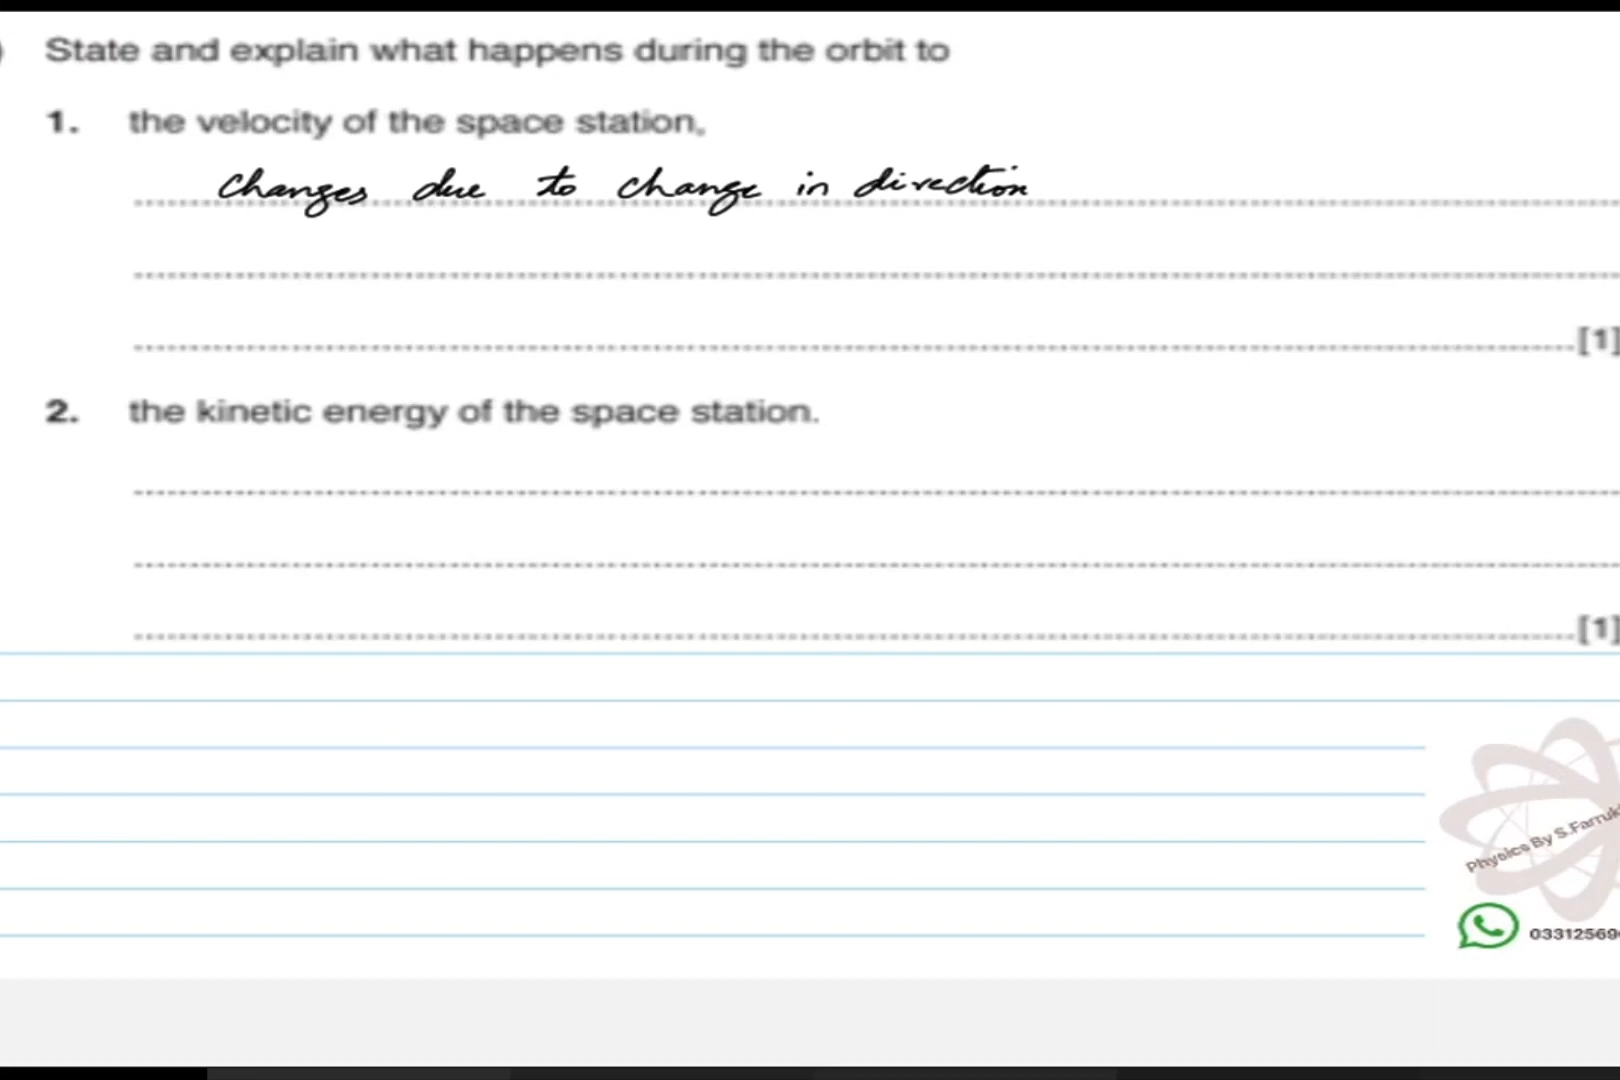 State and explain what happens during the orbit to
1. the velocity of the space station,
Changes due to change in direction
[1]
2. the kinetic energy of the space station.
[1]
Physics By S.Farruk
033125690